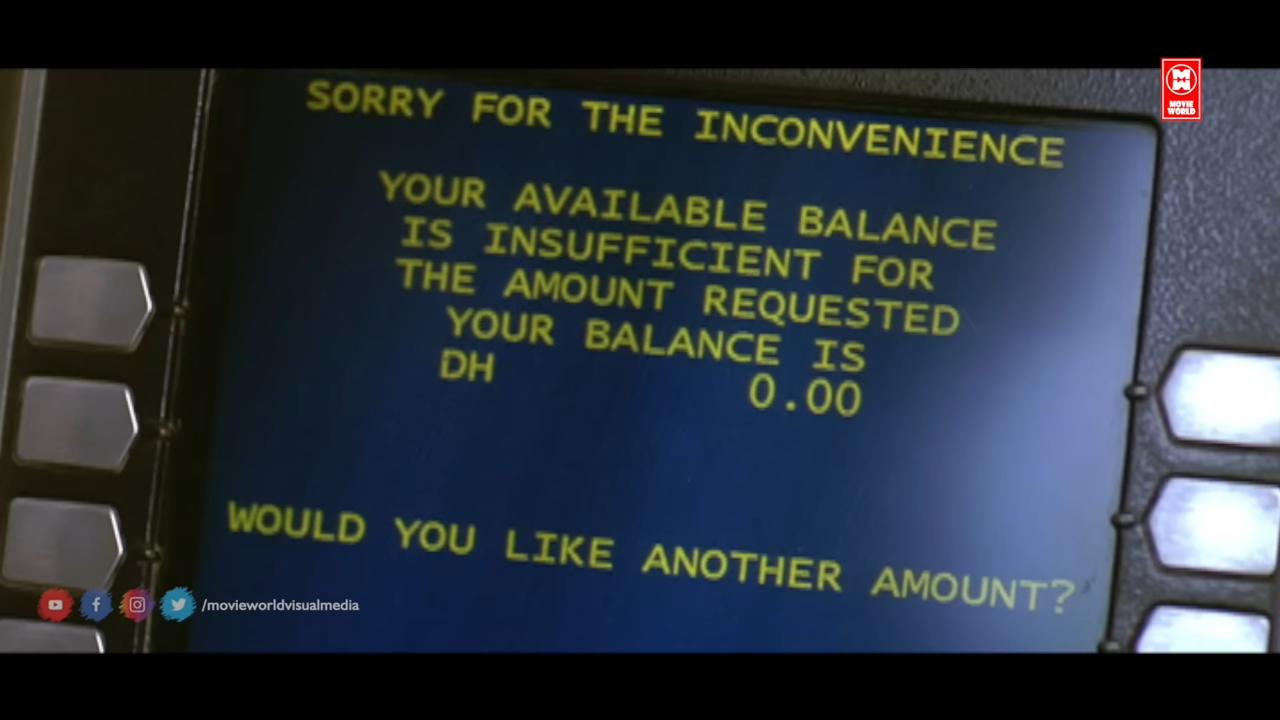 MOVIE
WORLD
SORRY FOR THE INCONVENIENCE
YOUR AVAILABLE BALANCE
IS INSUFFICIENT FOR
THE AMOUNT REQUESTED
YOUR BALANCE IS
DH 0.00
WOULD YOU LIKE ANOTHER AMOUNT?
/movieworldvisualmedia